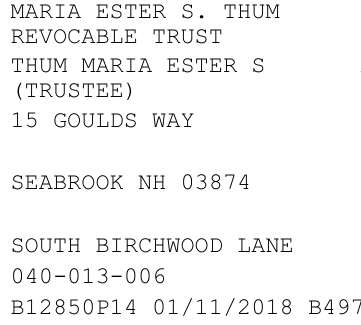 MARIA ESTER S. THUM
REVOCABLE TRUST
THUM MARIA ESTER S
(TRUSTEE)
15 GOULDS WAY
SEABROOK NH 03874
SOUTH BIRCHWOOD LANE
040-013-006
B12850P14 01/11/2018 B497